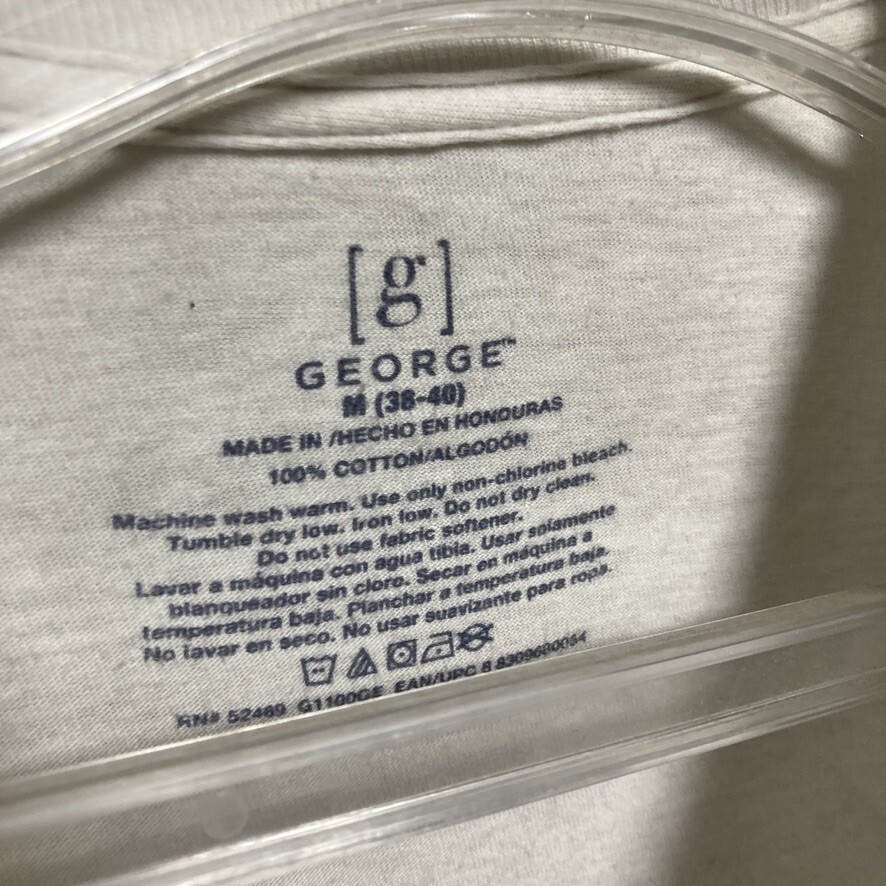 [g]
GEORGE™
M (38-40)
MADE IN /HECHO EN HONDURAS
100% COTTON/ALGODÓN
Machine wash warm. Use only non-chlorine bleach.
Tumble dry low. Iron low. Do not dry clean.
Do not use fabric softener.
Lavar a máquina con agua tibia. Usar solamente
blanqueador sin cloro. Secar en máquina a
temperatura baja. Planchar a temperatura baja.
No lavar en seco. No usar suavizante para ropa.
RN# 52469 G1100GE EAN/UPC 8